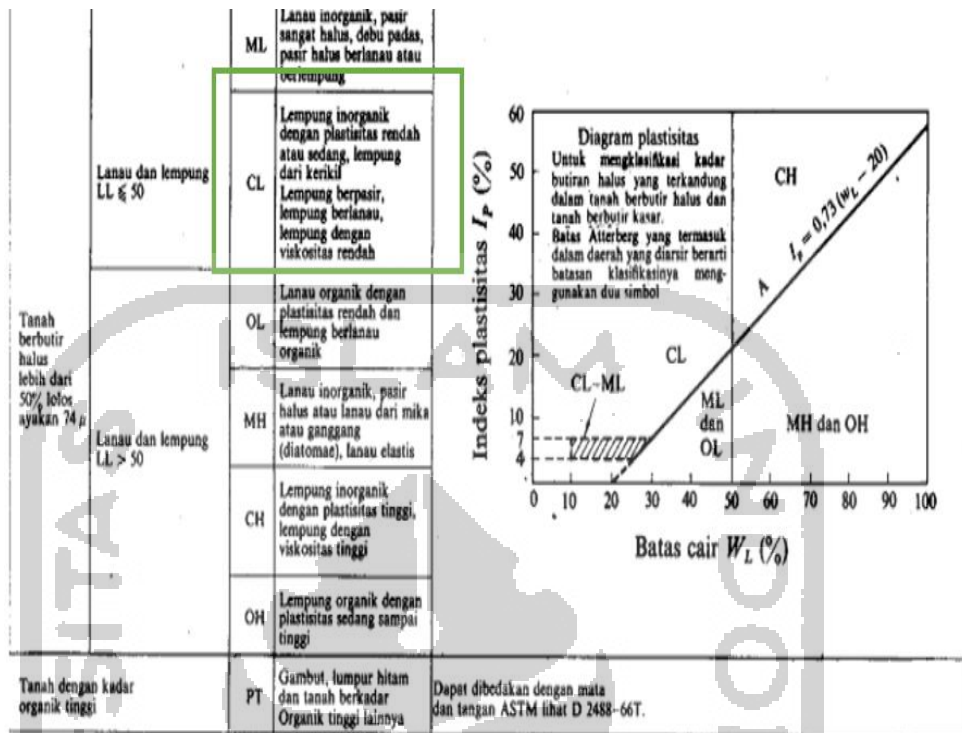 Lanau inorganik, pasir
sangat halus, debu padas,
pasir halus berlanau atau
berlempung
ML
Lempung inorganik
dengan plastisitas rendah
atau sedang, lempung
dari kerikil
Lempung berpasir,
lempung berlanau,
lempung dengan
viskositas rendah
CL
Lanau dan lempung
LL ≤ 50
Lanau organik dengan
plastisitas rendah dan
lempung berlanau
organik
OL
Tanah
berbutir
halus
lebih dari
50% lolos
ayakan 74 μ
Lanau dan lempung
LL > 50
MH
Lanau inorganik, pasir
halus atau lanau dari mika
atau ganggang
(diatomae), lanau elastis
CH
Lempung inorganik
dengan plastisitas tinggi,
lempung dengan
viskositas tinggi
OH
Lempung organik dengan
plastisitas sedang sampai
tinggi
Tanah dengan kadar
organik tinggi
PT
Gambut, lumpur hitam
dan tanah berkadar
Organik tinggi lainnya
Dapat dibedakan dengan mata
dan tangan ASTM lihat D 2488-66T.
Diagram plastisitas
Untuk mengklasifikasi kadar
butiran halus yang terkandung
dalam tanah berbutir halus dan
tanah berbutir kasar.
Batas Atterberg yang termasuk
dalam daerah yang diarsir berarti
batasan klasifikasinya meng-
gunakan dua simbol
Indeks plastisitas I_P (%)
60
50
40
30
20
10
7
4
CH
I_P = 0,73 (w_L − 20)
A
CL
CL-ML
ML
dan
OL
MH dan OH
0 10 20 30 40 50 60 70 80 90 100
Batas cair W_L (%)
ISLAM
SITAS